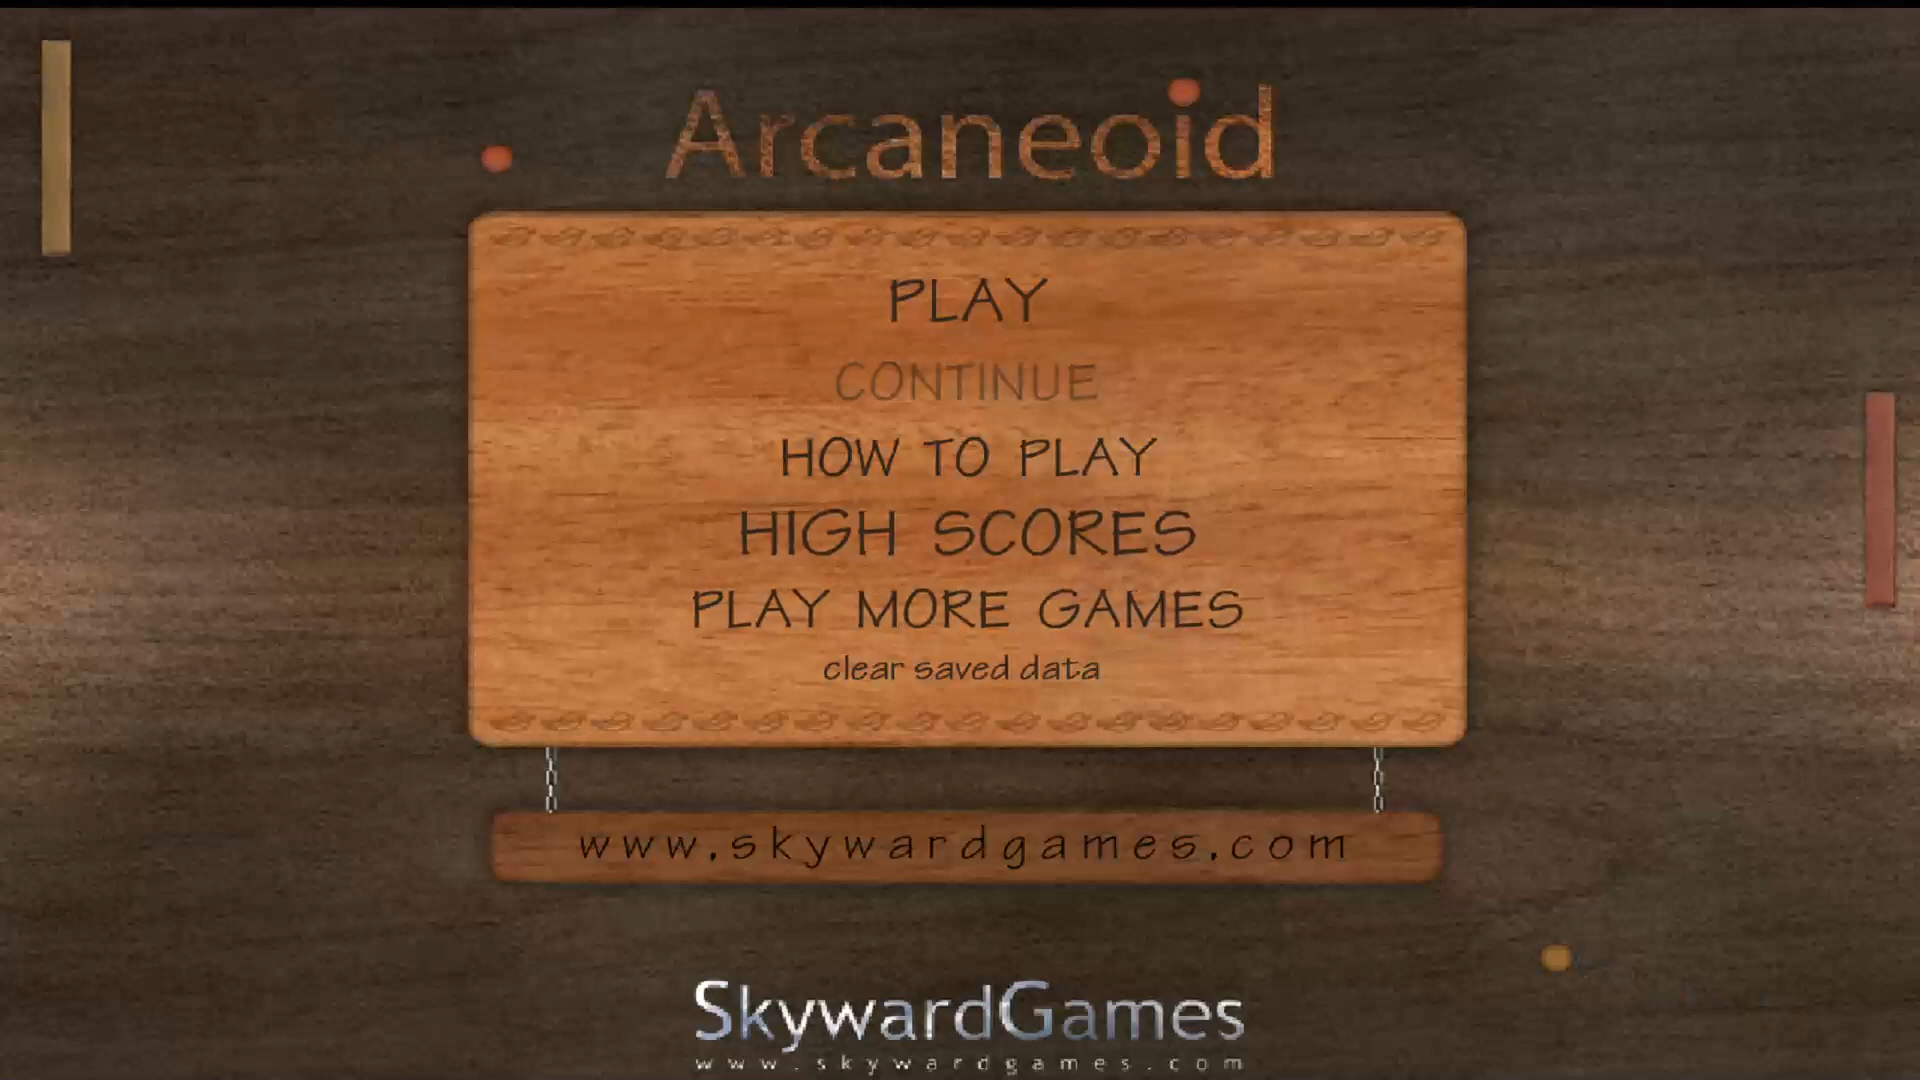 Arcaneoid
PLAY
CONTINUE
HOW TO PLAY
HIGH SCORES
PLAY MORE GAMES
clear saved data
www.skywardgames.com
SkywardGames
www.skywardgames.com